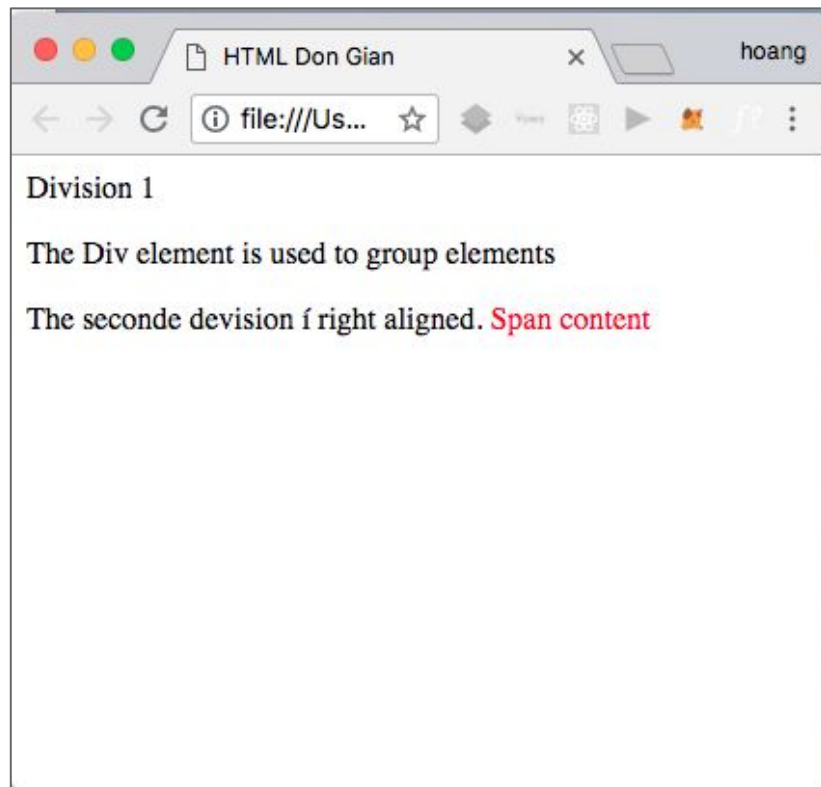 HTML Don Gian
hoang
file:///Us...
Division 1
The Div element is used to group elements
The seconde devision í right aligned. Span content